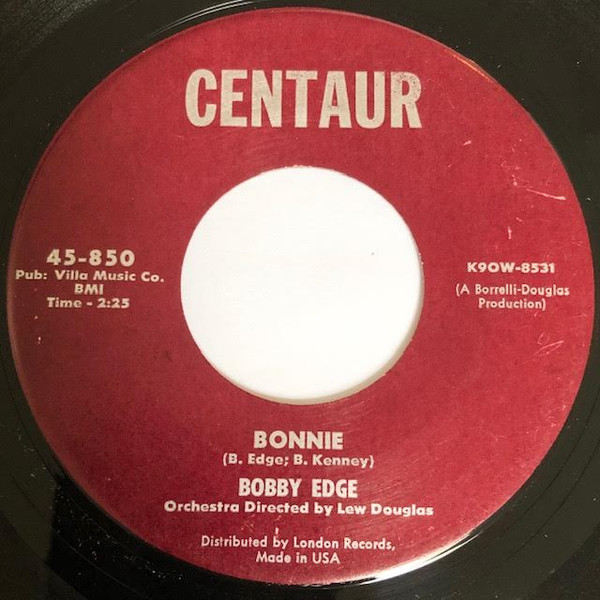 CENTAUR
45-850
Pub: Villa Music Co.
BMI
Time - 2:25
K9OW-8531
(A Borrelli-Douglas
Production)
BONNIE
(B. Edge; B. Kenney)
BOBBY EDGE
Orchestra Directed by Lew Douglas
Distributed by London Records,
Made in USA